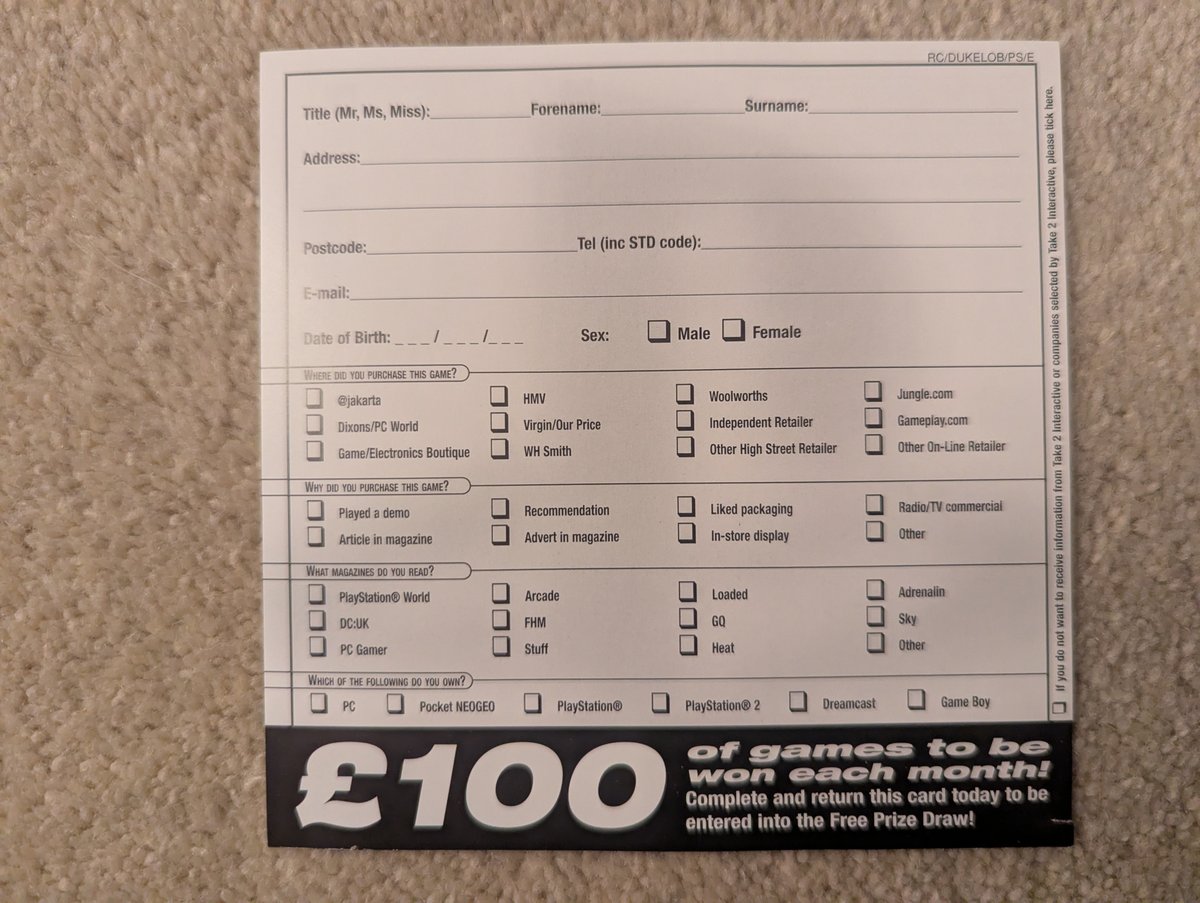 RC/DUKELOB/PS/E
Title (Mr, Ms, Miss):____________Forename:____________Surname:____________
Address:____________
Postcode:____________Tel (inc STD code):____________
E-mail:____________
Date of Birth: _ _ _ / _ _ _ /_ _ _ Sex: Male Female
WHERE DID YOU PURCHASE THIS GAME?
@jakarta HMV Woolworths Jungle.com
Dixons/PC World Virgin/Our Price Independent Retailer Gameplay.com
Game/Electronics Boutique WH Smith Other High Street Retailer Other On-Line Retailer
WHY DID YOU PURCHASE THIS GAME?
Played a demo Recommendation Liked packaging Radio/TV commercial
Article in magazine Advert in magazine In-store display Other
WHAT MAGAZINES DO YOU READ?
PlayStation® World Arcade Loaded Adrenalin
DC:UK FHM GQ Sky
PC Gamer Stuff Heat Other
WHICH OF THE FOLLOWING DO YOU OWN?
PC Pocket NEOGEO PlayStation® PlayStation® 2 Dreamcast Game Boy
If you do not want to receive information from Take 2 Interactive or companies selected by Take 2 Interactive, please tick here.
£100
of games to be
won each month!
Complete and return this card today to be
entered into the Free Prize Draw!